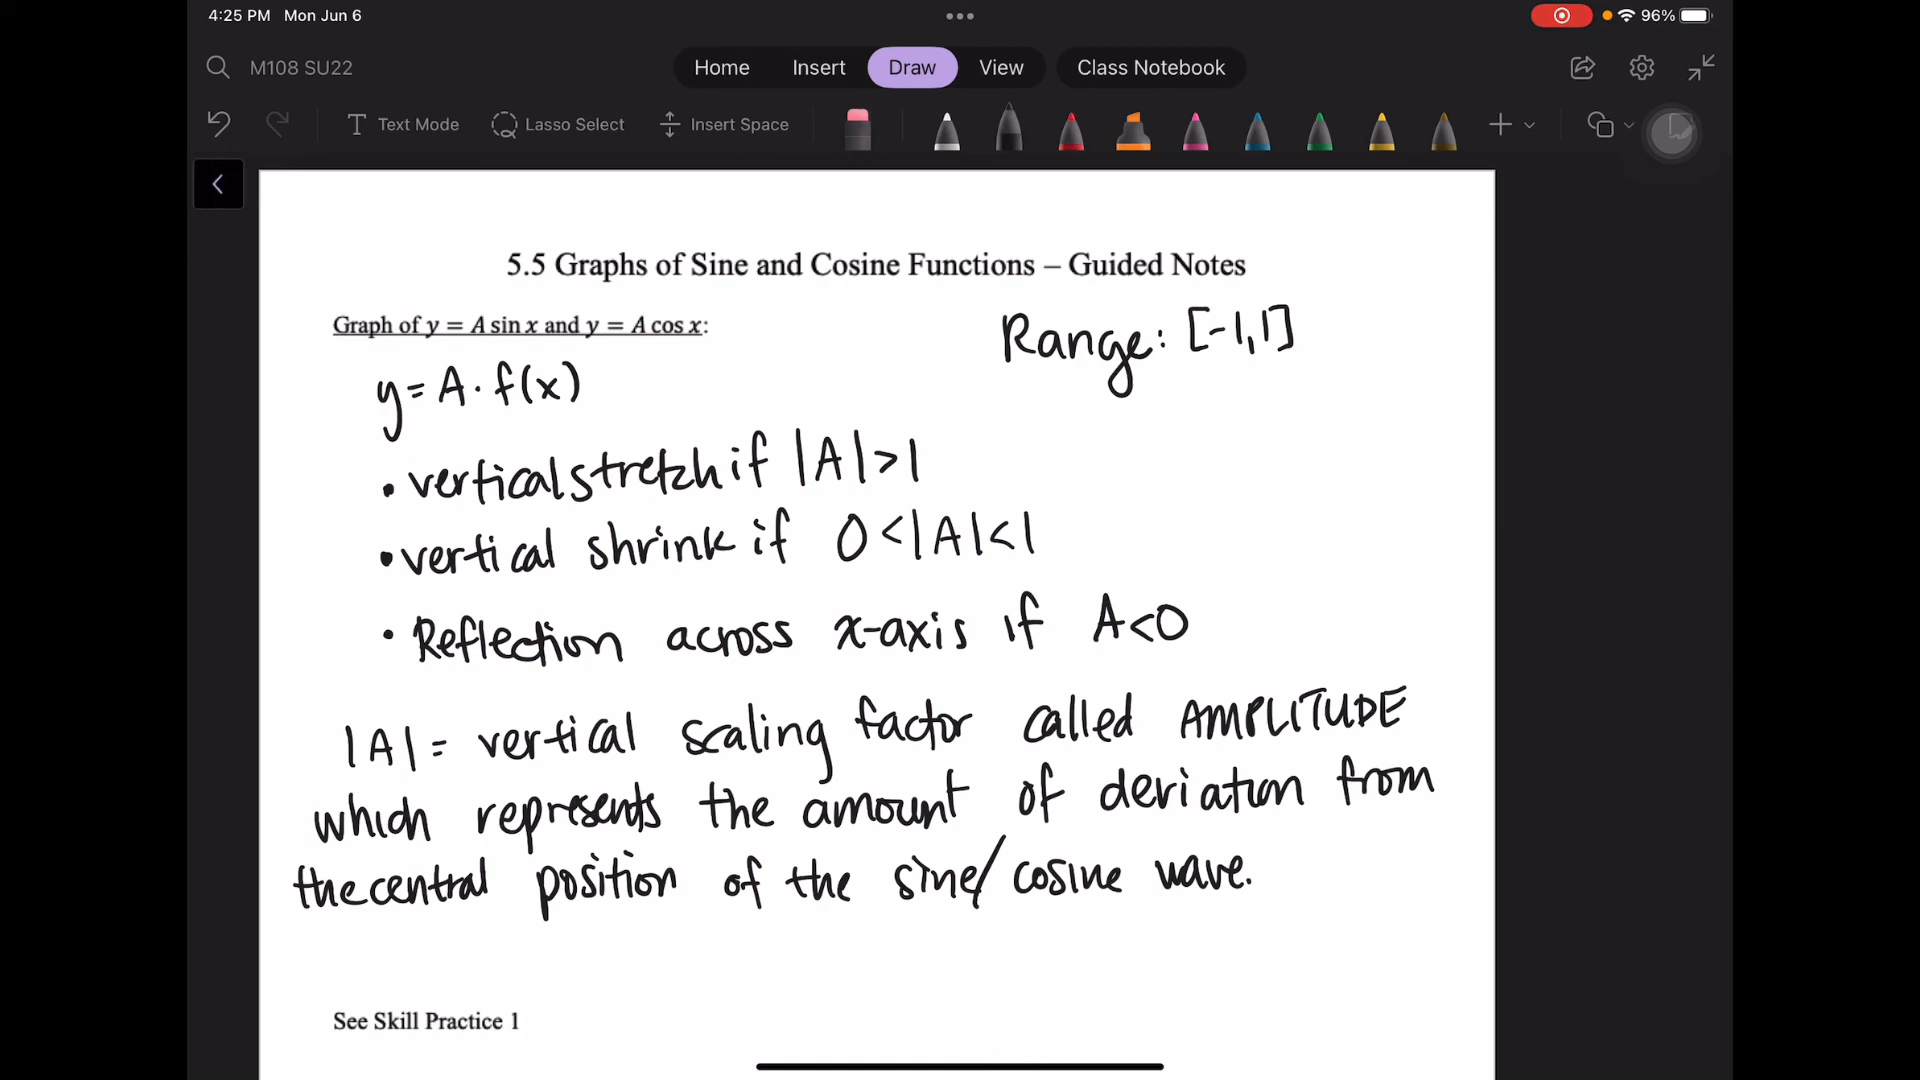 4:25 PM Mon Jun 6
96%
M108 SU22
Home Insert Draw View Class Notebook
Text Mode Lasso Select Insert Space
5.5 Graphs of Sine and Cosine Functions – Guided Notes
Graph of y = A sin x and y = A cos x:
Range: [-1,1]
y = A · f(x)
• vertical stretch if |A|>1
• vertical shrink if 0<|A|<1
• Reflection across x-axis if A<0
|A| = vertical scaling factor called AMPLITUDE
which represents the amount of deviation from
the central position of the sine/cosine wave.
See Skill Practice 1